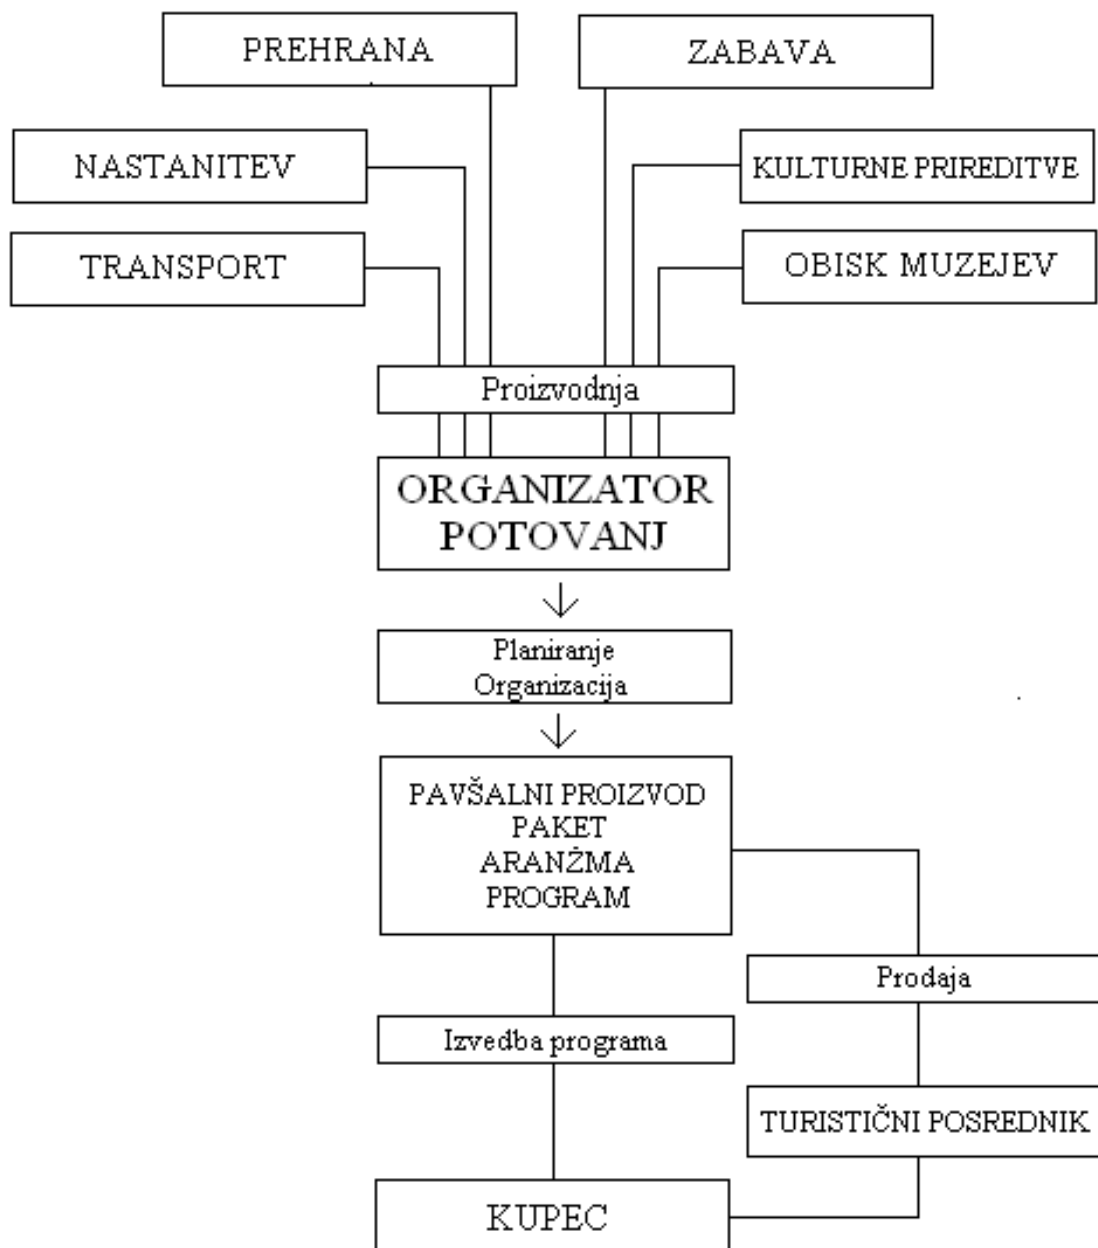 PREHRANA
ZABAVA
NASTANITEV
KULTURNE PRIREDITVE
TRANSPORT
OBISK MUZEJEV
Proizvodnja
ORGANIZATOR
POTOVANJ
Planiranje
Organizacija
PAVŠALNI PROIZVOD
PAKET
ARANŽMA
PROGRAM
Prodaja
Izvedba programa
TURISTIČNI POSREDNIK
KUPEC